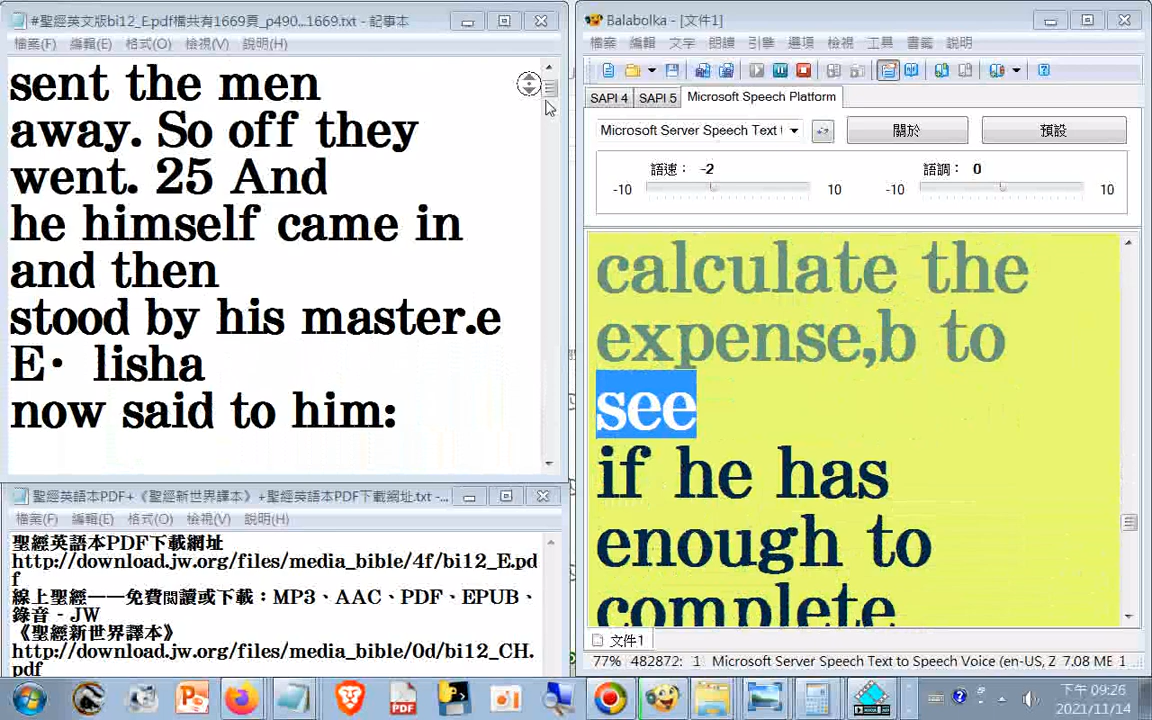 #聖經英文版bi12_E.pdf檔共有1669頁_p490...1669.txt - 記事本
檔案(F) 編輯(E) 格式(O) 檢視(V) 說明(H)
sent the men
away. So off they
went. 25 And
he himself came in
and then
stood by his master.e
E· lisha
now said to him:
聖經英語本PDF+《聖經新世界譯本》+聖經英語本PDF下載網址.txt -...
檔案(F) 編輯(E) 格式(O) 檢視(V) 說明(H)
聖經英語本PDF下載網址
http://download.jw.org/files/media_bible/4f/bi12_E.pd
f
線上聖經——免費閱讀或下載：MP3、AAC、PDF、EPUB、
錄音 - JW
《聖經新世界譯本》
http://download.jw.org/files/media_bible/0d/bi12_CH.
pdf
Balabolka - [文件1]
檔案 編輯 文字 朗讀 引擎 選項 檢視 工具 書籤 說明
SAPI 4 SAPI 5 Microsoft Speech Platform
Microsoft Server Speech Text 關於 預設
語速： -2 語調： 0
-10 10 -10 10
calculate the
expense,b to
see
if he has
enough to
complete
文件1
77% 482872: 1 Microsoft Server Speech Text to Speech Voice (en-US, Z 7.08 ME 1
PDF
下午 09:26
2021/11/14